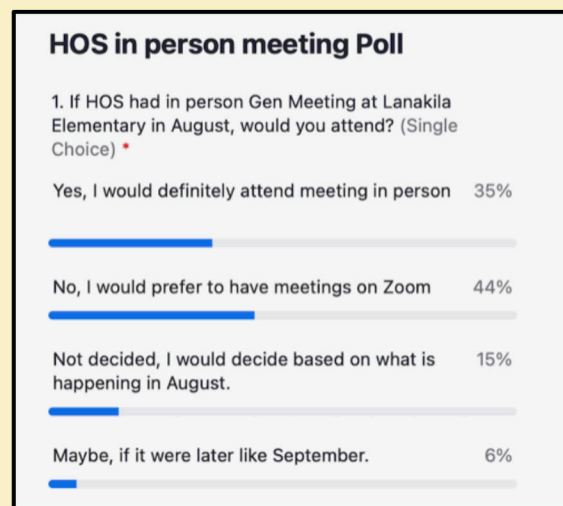 HOS in person meeting Poll
1. If HOS had in person Gen Meeting at Lanakila
Elementary in August, would you attend? (Single
Choice) *
Yes, I would definitely attend meeting in person 35%
No, I would prefer to have meetings on Zoom 44%
Not decided, I would decide based on what is 15%
happening in August.
Maybe, if it were later like September. 6%